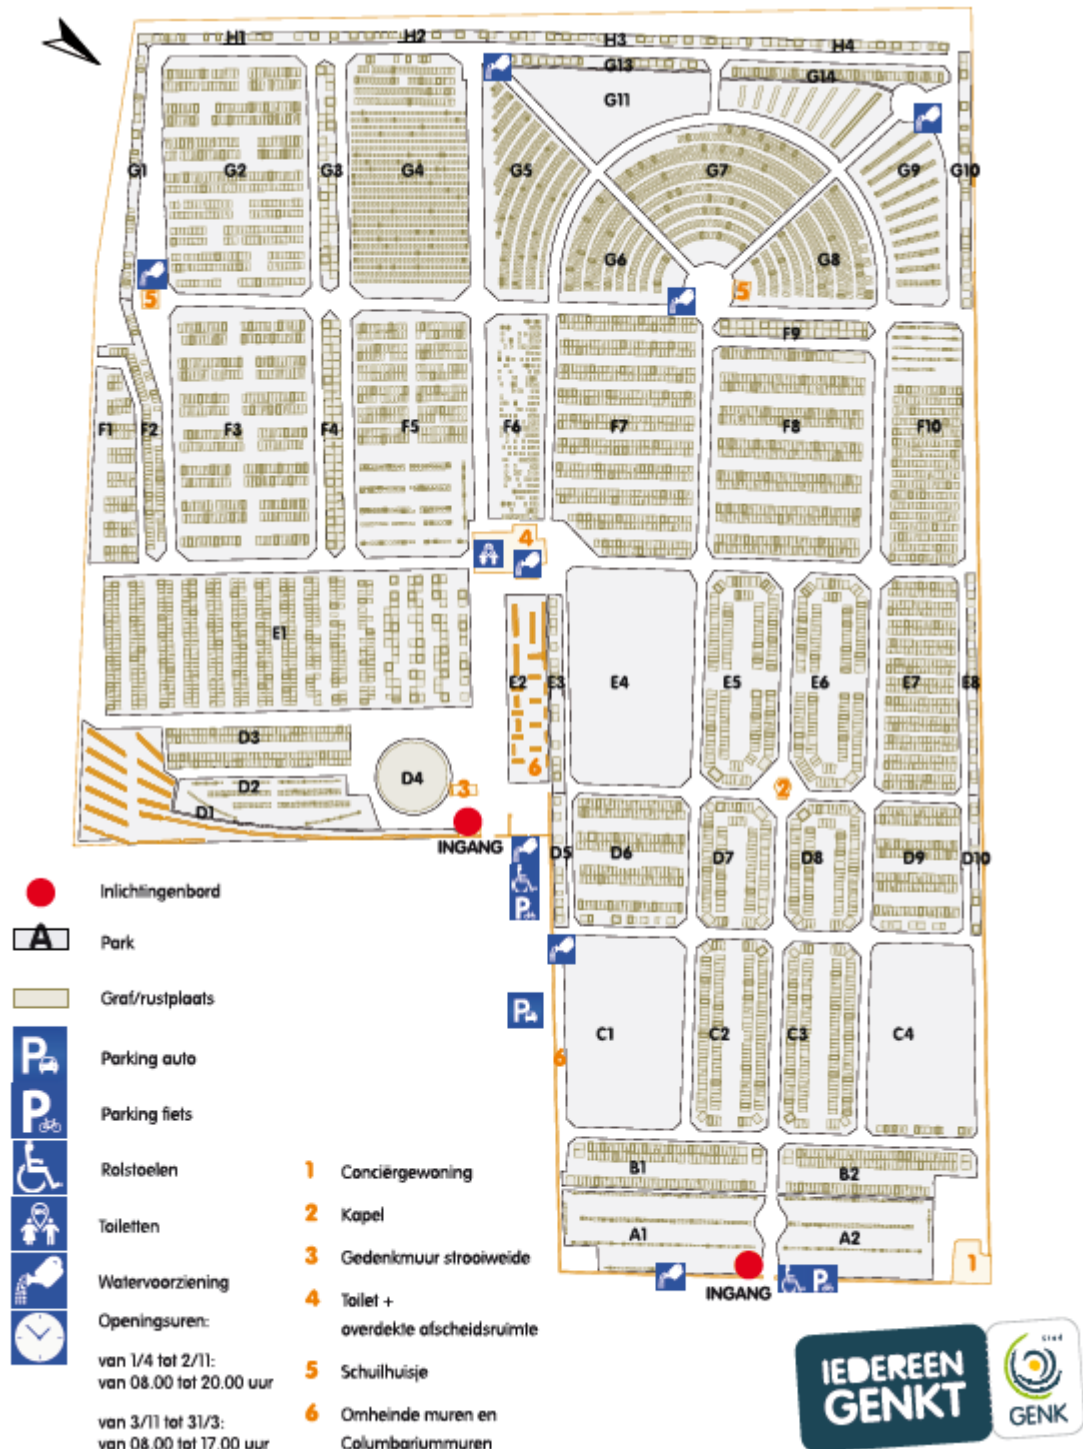 H1 H2 H3 H4
G13 G14
G11
G1 G2 G3 G4 G5 G7 G9 G10
G6 G8
5 5
F9
F1 F2 F3 F4 F5 F6 F7 F8 F10
4
E1
E2 E3 E4 E5 E6 E7 E8
D3
6
D4
D2
3 2
D1
INGANG
D5 D6 D7 D8 D9 D10
P
Inlichtingenbord
A Park
Graf/rustplaats
P
C1 C2 C3 C4
6
P Parking auto
P Parking fiets
Rolstoelen
Toiletten
Watervoorziening
Openingsuren:
van 1/4 tot 2/11:
van 08.00 tot 20.00 uur
van 3/11 tot 31/3:
van 08.00 tot 17.00 uur
B1 B2
A1 A2
1
P
INGANG
1 Conciërgewoning
2 Kapel
3 Gedenkmuur strooiweide
4 Toilet +
overdekte afscheidsruimte
5 Schuilhuisje
6 Omheinde muren en
Columbariummuren
IEDEREEN
GENKT
stad
GENK